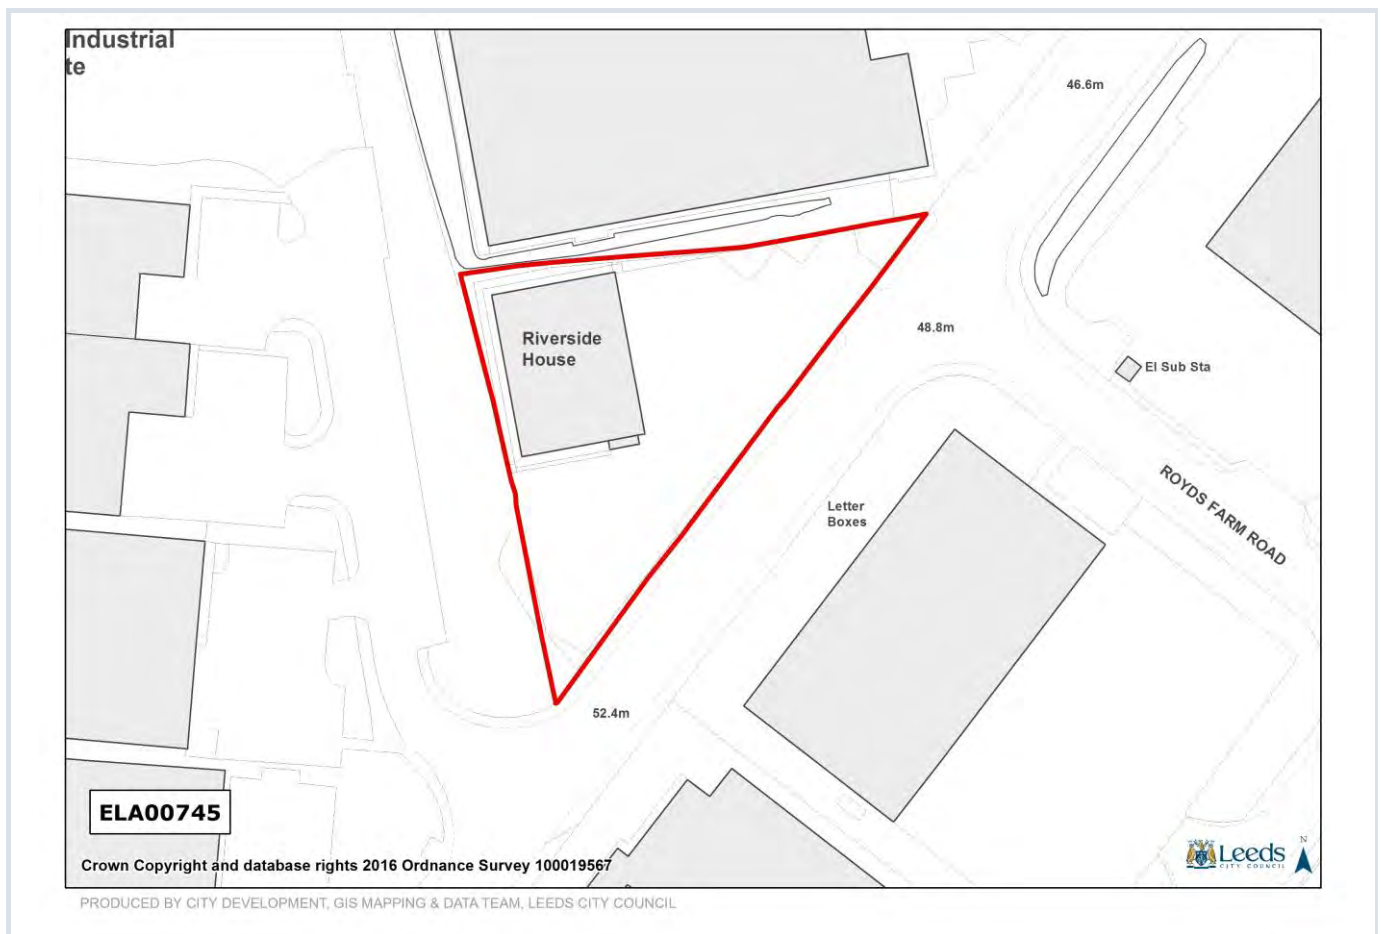 Industrial
te
46.6m
48.8m
Riverside
House
El Sub Sta
ROYDS FARM ROAD
Letter
Boxes
52.4m
ELA00745
Crown Copyright and database rights 2016 Ordnance Survey 100019567
N
Leeds
CITY COUNCIL
PRODUCED BY CITY DEVELOPMENT, GIS MAPPING & DATA TEAM, LEEDS CITY COUNCIL